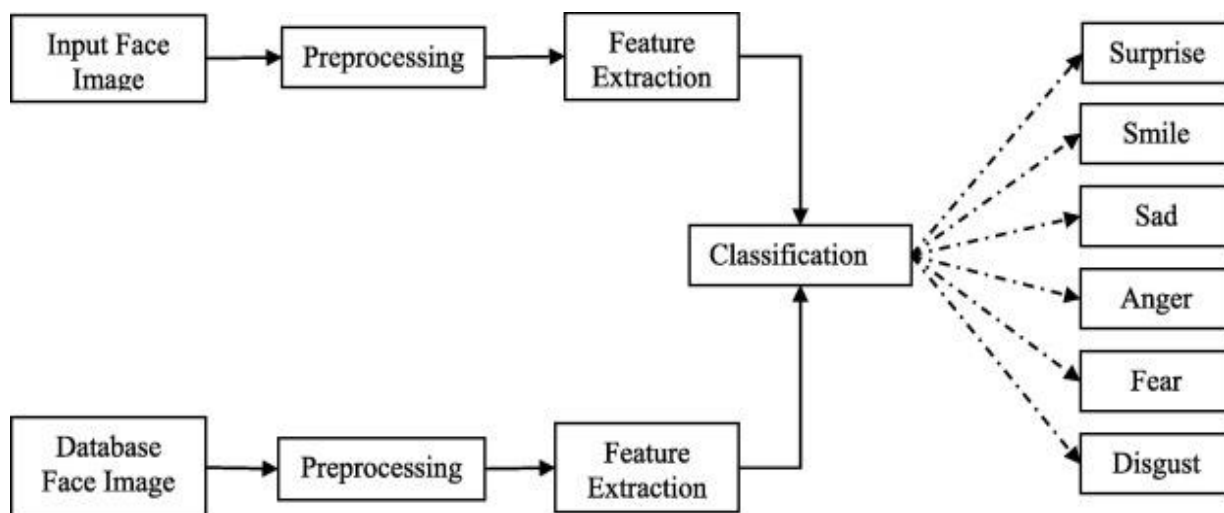 Input Face
Image
Preprocessing
Feature
Extraction
Surprise
Smile
Sad
Classification
Anger
Fear
Disgust
Database
Face Image
Preprocessing
Feature
Extraction